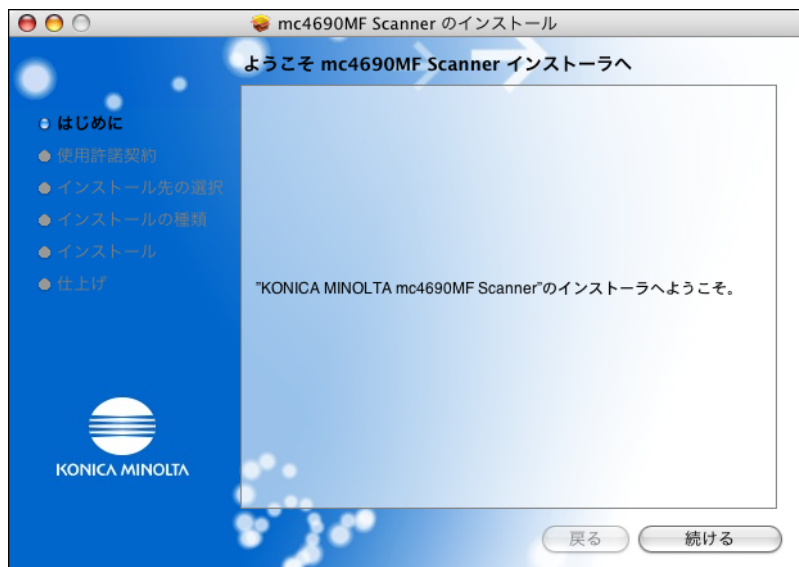 mc4690MF Scanner のインストール
ようこそ mc4690MF Scanner インストーラへ
はじめに
使用許諾契約
インストール先の選択
インストールの種類
インストール
仕上げ
"KONICA MINOLTA mc4690MF Scanner"のインストーラへようこそ。
KONICA MINOLTA
戻る
続ける